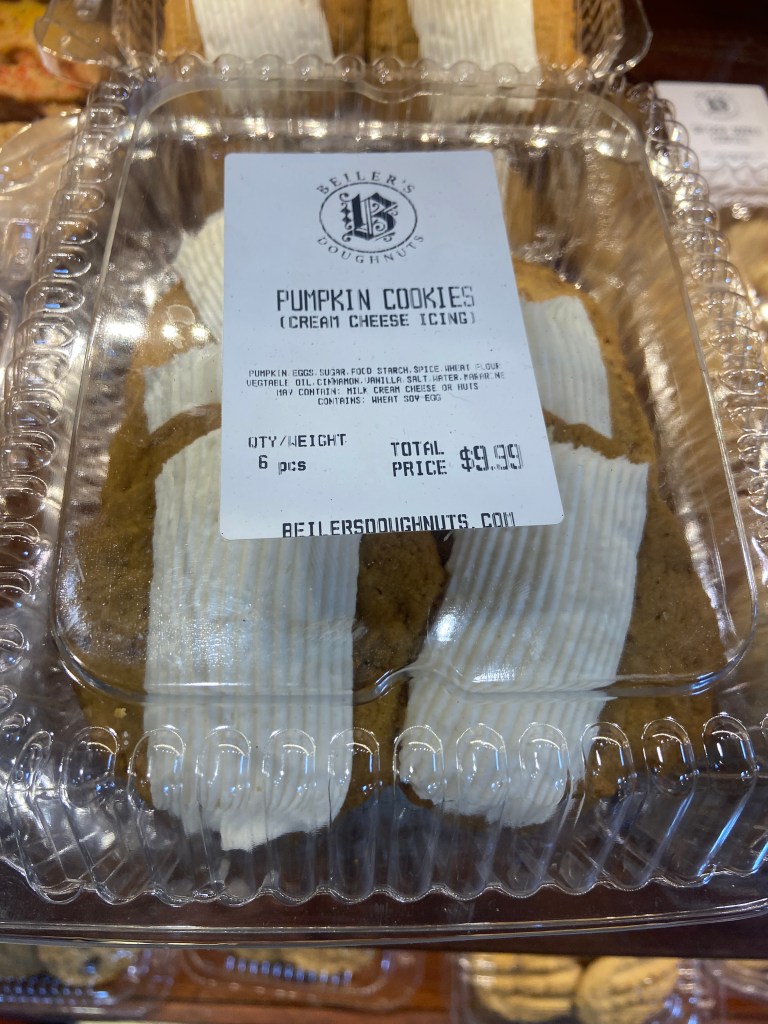 BEILER'S
B
DOUGHNUTS
PUMPKIN COOKIES
(CREAM CHEESE ICING)
PUMPKIN, EGGS, SUGAR, FOOD STARCH, SPICE, WHEAT FLOUR
VEGTABLE OIL, CINNAMON, VANILLA, SALT, WATER, MARARINE
MAY CONTAIN: MILK CREAM CHEESE OR NUTS
CONTAINS: WHEAT SOY EGG
QTY/WEIGHT
6 pcs
TOTAL
PRICE $9.99
BEILERSDOUGHNUTS.COM